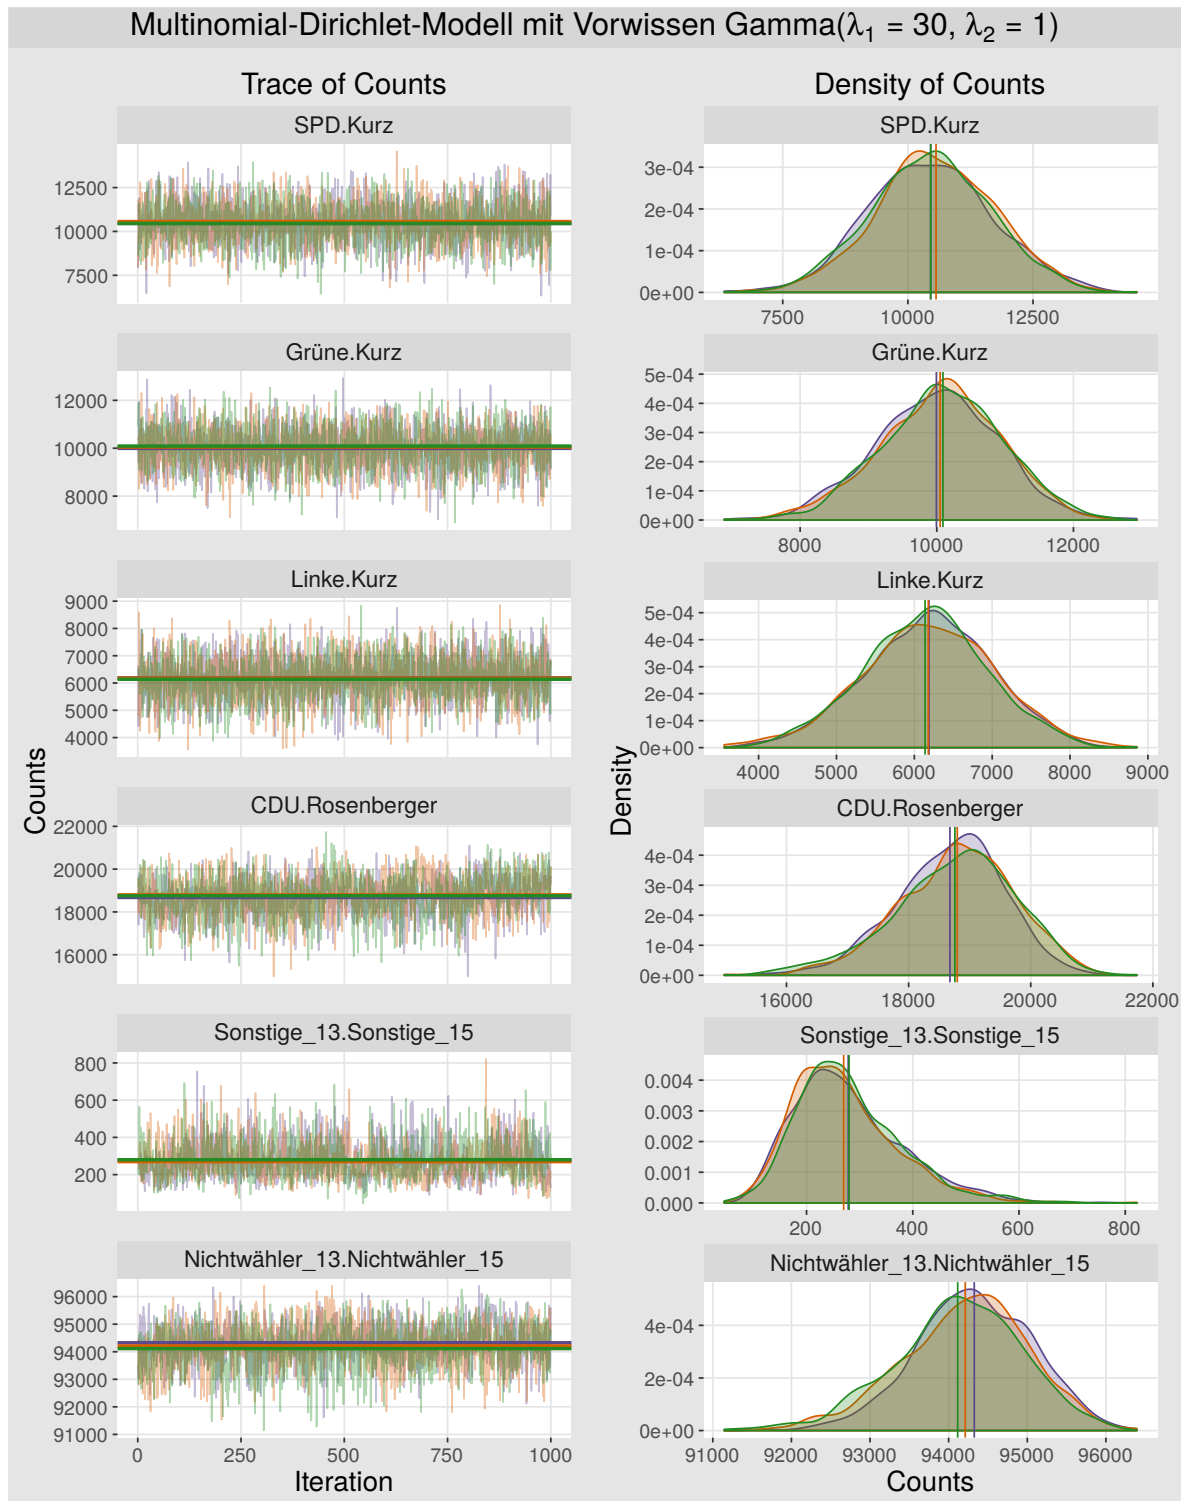 Multinomial-Dirichlet-Modell mit Vorwissen Gamma(λ₁ = 30, λ₂ = 1)
Trace of Counts
SPD.Kurz
12500
10000
7500
Grüne.Kurz
12000
10000
8000
Linke.Kurz
9000
8000
7000
6000
5000
4000
Counts
CDU.Rosenberger
22000
20000
18000
16000
Sonstige_13.Sonstige_15
800
600
400
200
Nichtwähler_13.Nichtwähler_15
96000
95000
94000
93000
92000
91000
0 250 500 750 1000
Iteration
Density of Counts
SPD.Kurz
3e-04
2e-04
1e-04
0e+00
7500 10000 12500
Grüne.Kurz
5e-04
4e-04
3e-04
2e-04
1e-04
0e+00
8000 10000 12000
Linke.Kurz
5e-04
4e-04
3e-04
2e-04
1e-04
0e+00
4000 5000 6000 7000 8000 9000
Density
CDU.Rosenberger
4e-04
3e-04
2e-04
1e-04
0e+00
16000 18000 20000 22000
Sonstige_13.Sonstige_15
0.004
0.003
0.002
0.001
0.000
200 400 600 800
Nichtwähler_13.Nichtwähler_15
4e-04
2e-04
0e+00
91000 92000 93000 94000 95000 96000
Counts